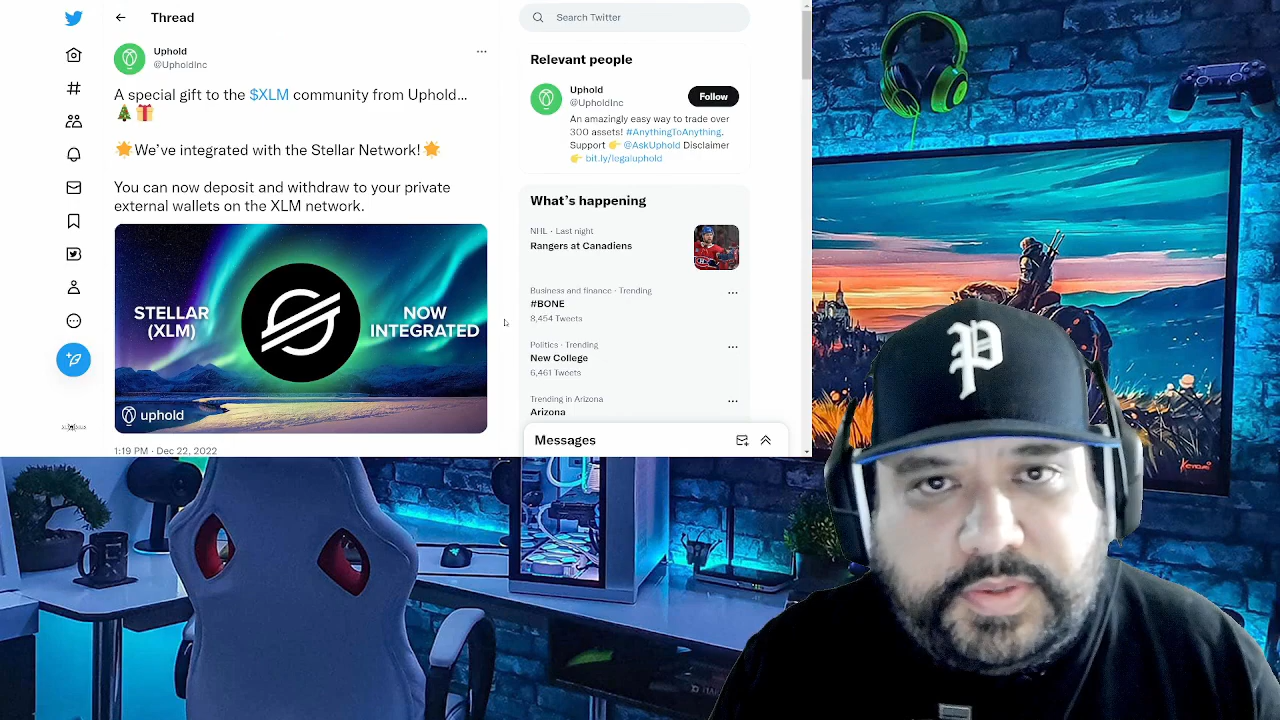 Thread
Search Twitter
Uphold
@UpholdInc
A special gift to the $XLM community from Uphold...
We've integrated with the Stellar Network!
You can now deposit and withdraw to your private
external wallets on the XLM network.
STELLAR
(XLM)
NOW
INTEGRATED
uphold
1:19 PM · Dec 22, 2022
Relevant people
Uphold
@UpholdInc
Follow
An amazingly easy way to trade over
300 assets! #AnythingToAnything.
Support 👉 @AskUphold Disclaimer
👉 bit.ly/legaluphold
What's happening
NHL · Last night
Rangers at Canadiens
Business and finance · Trending
#BONE
8,454 Tweets
Politics · Trending
New College
6,461 Tweets
Trending in Arizona
Arizona
Messages
P